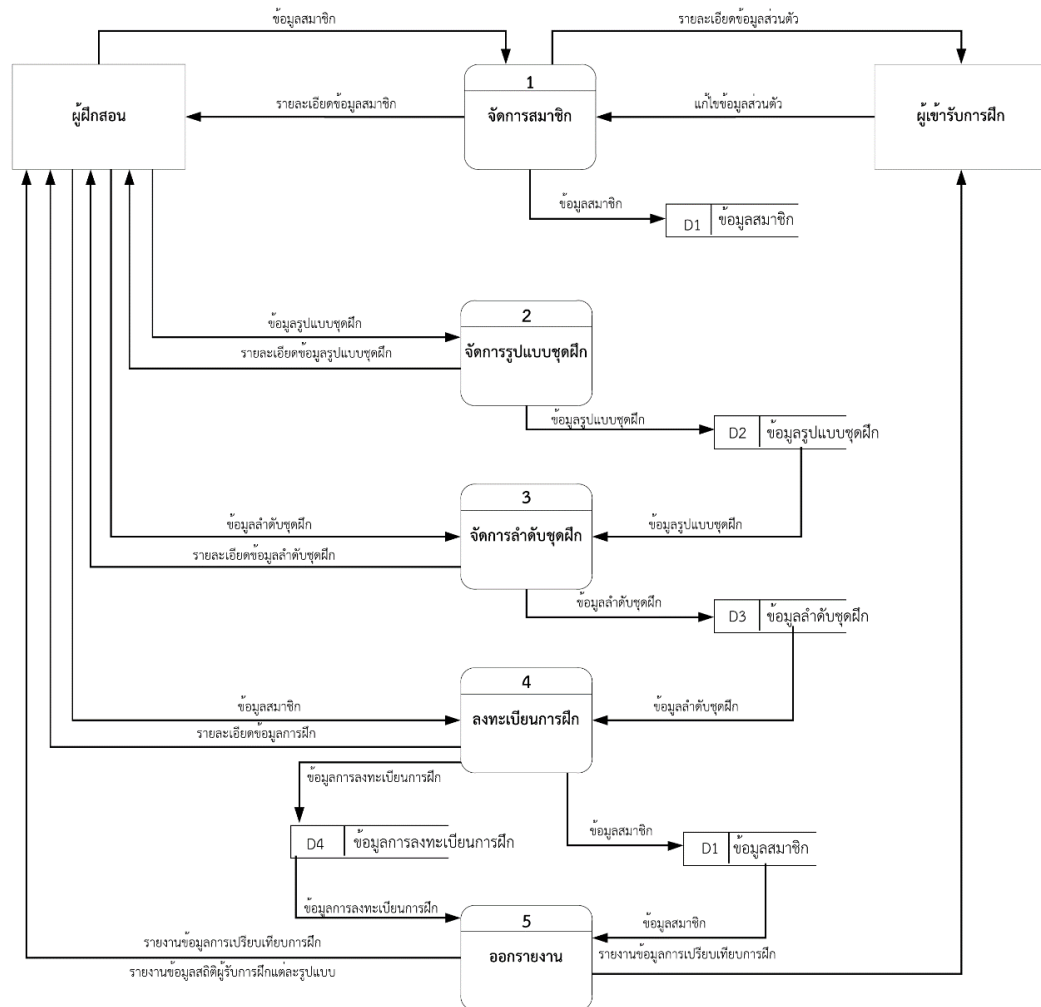 ข้อมูลสมาชิก
รายละเอียดข้อมูลส่วนตัว
ผู้ฝึกสอน
1
จัดการสมาชิก
ผู้เข้ารับการฝึก
รายละเอียดข้อมูลสมาชิก
แก้ไขข้อมูลส่วนตัว
ข้อมูลสมาชิก
D1 ข้อมูลสมาชิก
2
จัดการรูปแบบชุดฝึก
ข้อมูลรูปแบบชุดฝึก
รายละเอียดข้อมูลรูปแบบชุดฝึก
ข้อมูลรูปแบบชุดฝึก
D2 ข้อมูลรูปแบบชุดฝึก
3
จัดการลำดับชุดฝึก
ข้อมูลลำดับชุดฝึก
ข้อมูลรูปแบบชุดฝึก
รายละเอียดข้อมูลลำดับชุดฝึก
ข้อมูลลำดับชุดฝึก
D3 ข้อมูลลำดับชุดฝึก
4
ลงทะเบียนการฝึก
ข้อมูลสมาชิก
ข้อมูลลำดับชุดฝึก
รายละเอียดข้อมูลการฝึก
ข้อมูลการลงทะเบียนการฝึก
D4 ข้อมูลการลงทะเบียนการฝึก
ข้อมูลสมาชิก
D1 ข้อมูลสมาชิก
ข้อมูลการลงทะเบียนการฝึก
5
ออกรายงาน
ข้อมูลสมาชิก
รายงานข้อมูลการเปรียบเทียบการฝึก
รายงานข้อมูลการเปรียบเทียบการฝึก
รายงานข้อมูลสถิติผู้รับการฝึกแต่ละรูปแบบ